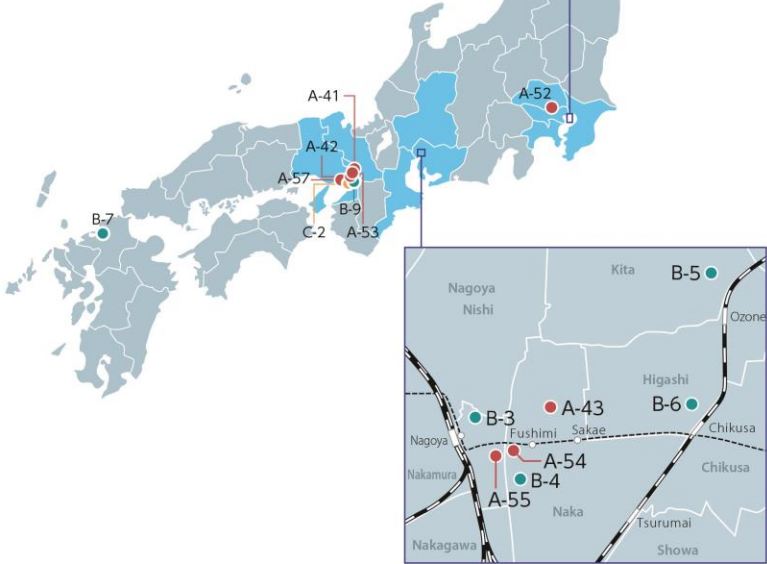 A-52
A-41
A-42
A-57
B-9
C-2
A-53
B-7
Kita
B-5
Nagoya
Nishi
Ozone
Higashi
B-3
A-43
B-6
Fushimi
Sakae
Chikusa
Nagoya
A-54
Nakamura
B-4
Chikusa
A-55
Naka
Tsurumai
Nakagawa
Showa